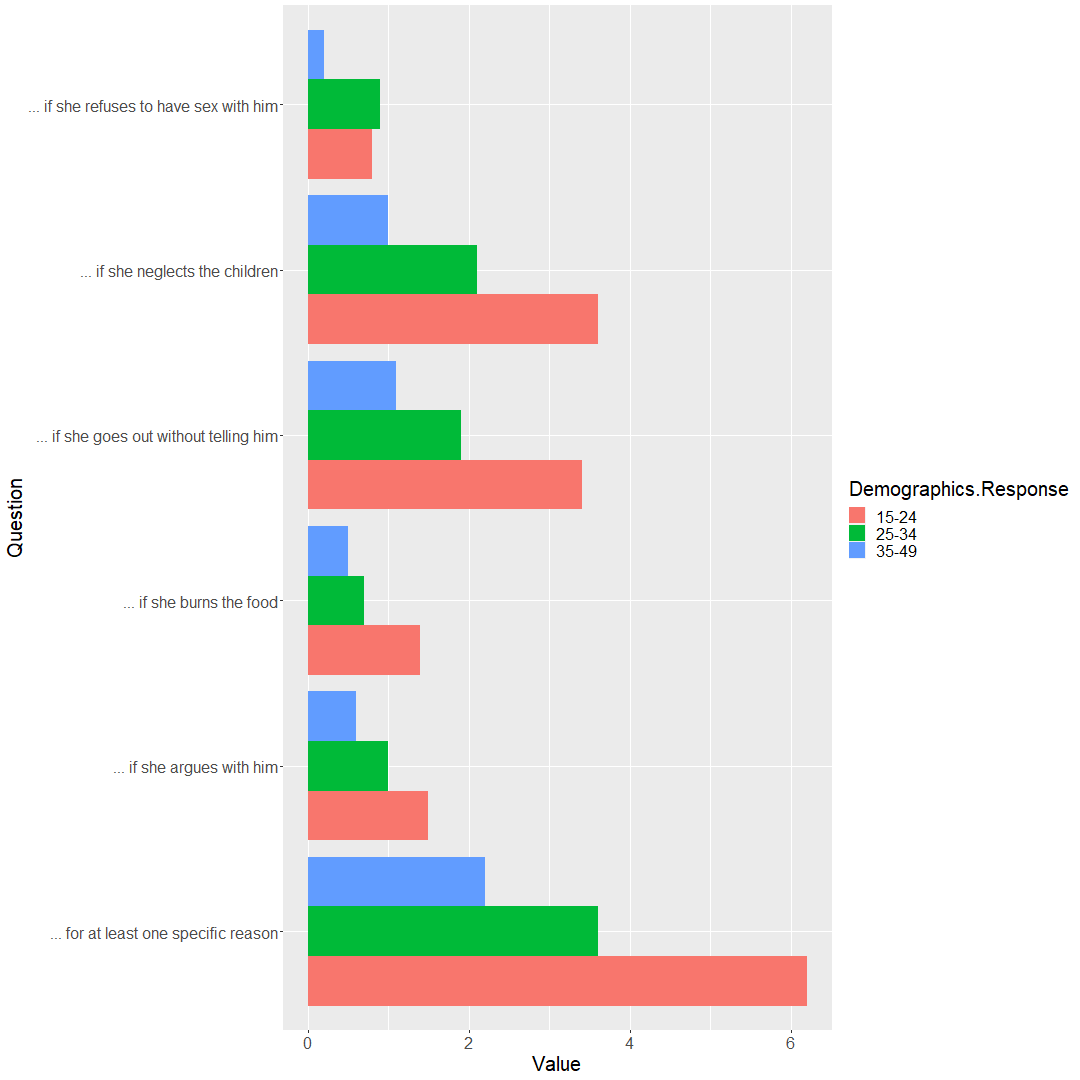 ... if she refuses to have sex with him
... if she neglects the children
... if she goes out without telling him
... if she burns the food
... if she argues with him
... for at least one specific reason
Question
0 2 4 6
Value
Demographics.Response
15-24
25-34
35-49